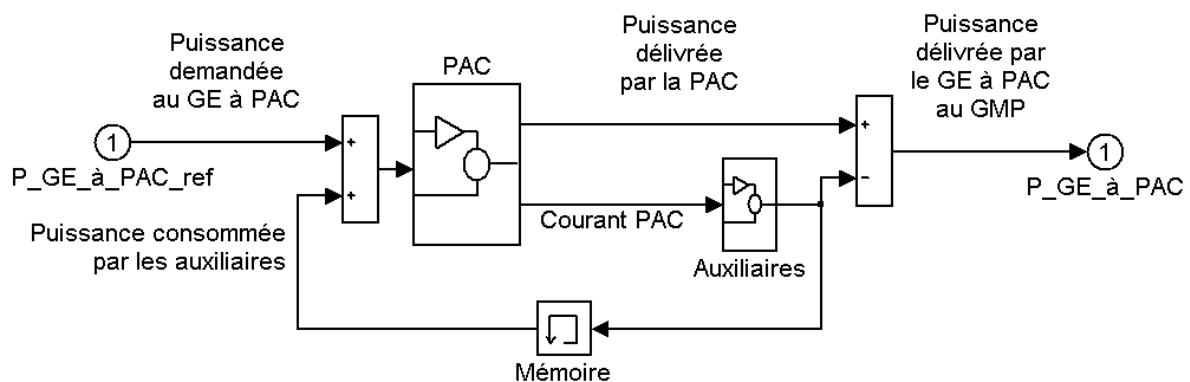 Puissance
demandée
au GE à PAC
PAC
Puissance
délivrée
par la PAC
Puissance
délivrée par
le GE à PAC
au GMP
1
P_GE_à_PAC_ref
+
+
+
−
1
P_GE_à_PAC
Puissance consommée
par les auxiliaires
Courant PAC
Auxiliaires
Mémoire